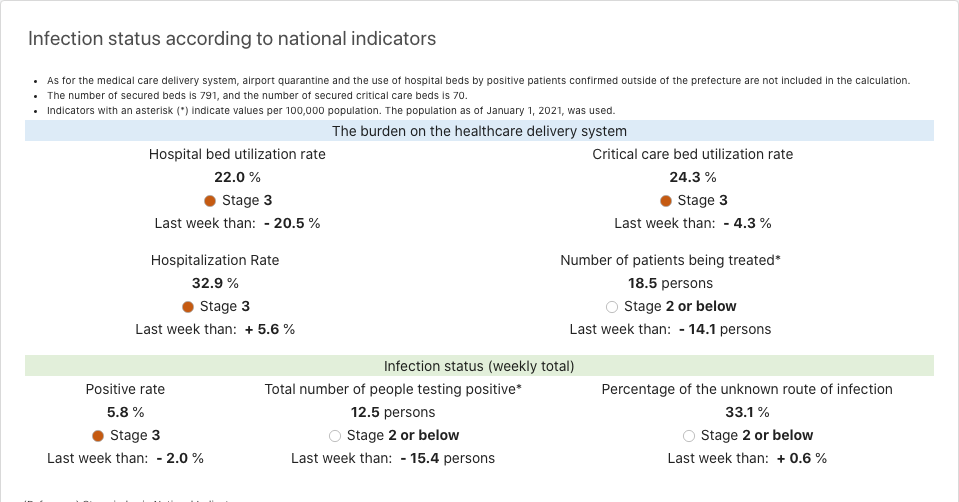 Infection status according to national indicators
• As for the medical care delivery system, airport quarantine and the use of hospital beds by positive patients confirmed outside of the prefecture are not included in the calculation.
• The number of secured beds is 791, and the number of secured critical care beds is 70.
• Indicators with an asterisk (*) indicate values per 100,000 population. The population as of January 1, 2021, was used.
The burden on the healthcare delivery system
Hospital bed utilization rate
22.0 %
Stage 3
Last week than: - 20.5 %
Critical care bed utilization rate
24.3 %
Stage 3
Last week than: - 4.3 %
Hospitalization Rate
32.9 %
Stage 3
Last week than: + 5.6 %
Number of patients being treated*
18.5 persons
Stage 2 or below
Last week than: - 14.1 persons
Infection status (weekly total)
Positive rate
5.8 %
Stage 3
Last week than: - 2.0 %
Total number of people testing positive*
12.5 persons
Stage 2 or below
Last week than: - 15.4 persons
Percentage of the unknown route of infection
33.1 %
Stage 2 or below
Last week than: + 0.6 %